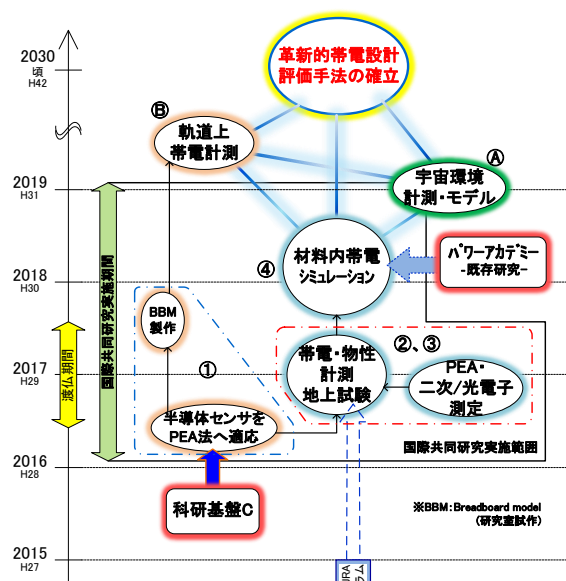 2030
頃
H42
革新的帯電設計
評価手法の確立
Ⓑ
軌道上
帯電計測
Ⓐ
宇宙環境
計測・モデル
2019
H31
材料内帯電
シミュレーション
④
パワーアカデミー
-既存研究-
2018
H30
国際共同研究実施期間
渡仏期間
BBM
製作
①
②、③
帯電・物性
計測
地上試験
PEA・
二次/光電子
測定
2017
H29
半導体センサを
PEA法へ適応
国際共同研究実施範囲
2016
H28
科研基盤C
※BBM:Breadboard model
(研究室試作)
2015
H27